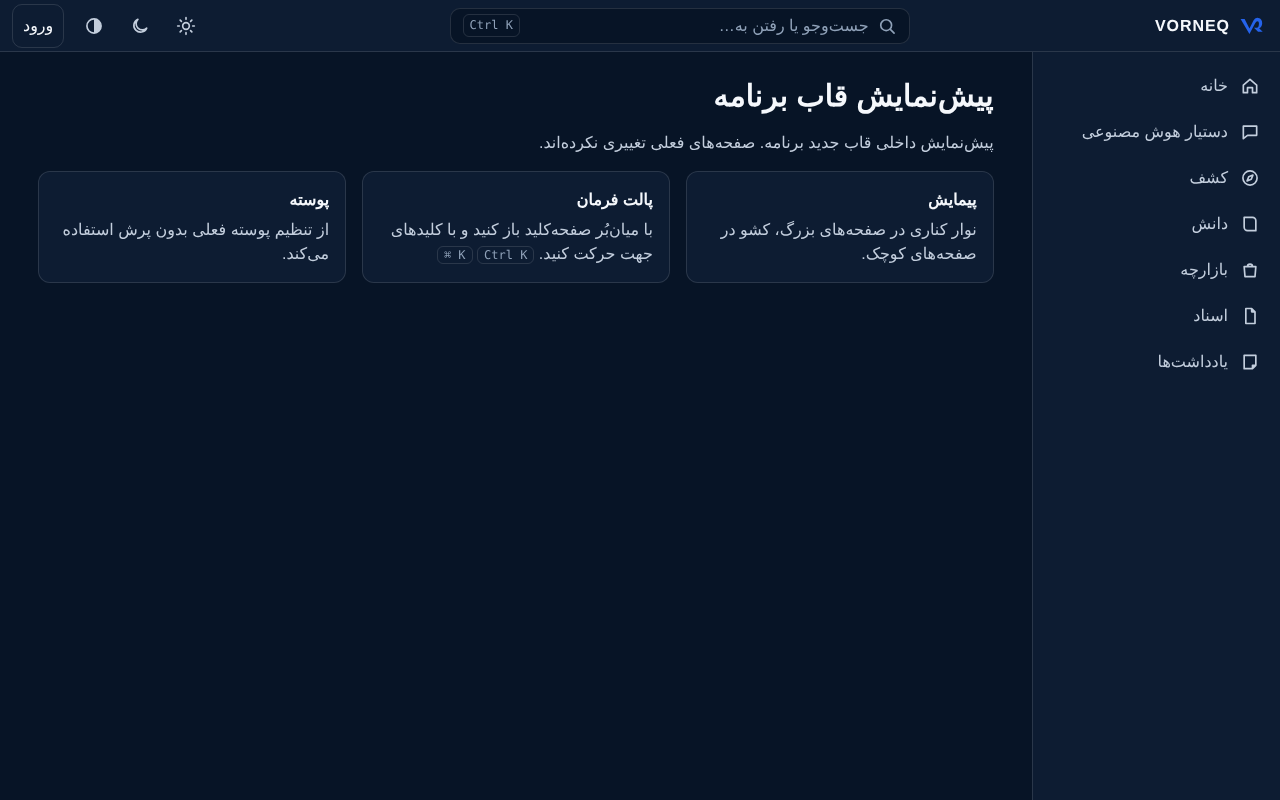 VORNEQ
جست‌وجو یا رفتن به…
Ctrl K
ورود
خانه
دستیار هوش مصنوعی
کشف
دانش
بازارچه
اسناد
یادداشت‌ها
پیش‌نمایش قاب برنامه
پیش‌نمایش داخلی قاب جدید برنامه. صفحه‌های فعلی تغییری نکرده‌اند.
پیمایش
نوار کناری در صفحه‌های بزرگ، کشو در
صفحه‌های کوچک.
پالت فرمان
با میان‌بُر صفحه‌کلید باز کنید و با کلیدهای
جهت حرکت کنید. Ctrl K ⌘ K
پوسته
از تنظیم پوسته فعلی بدون پرش استفاده
می‌کند.